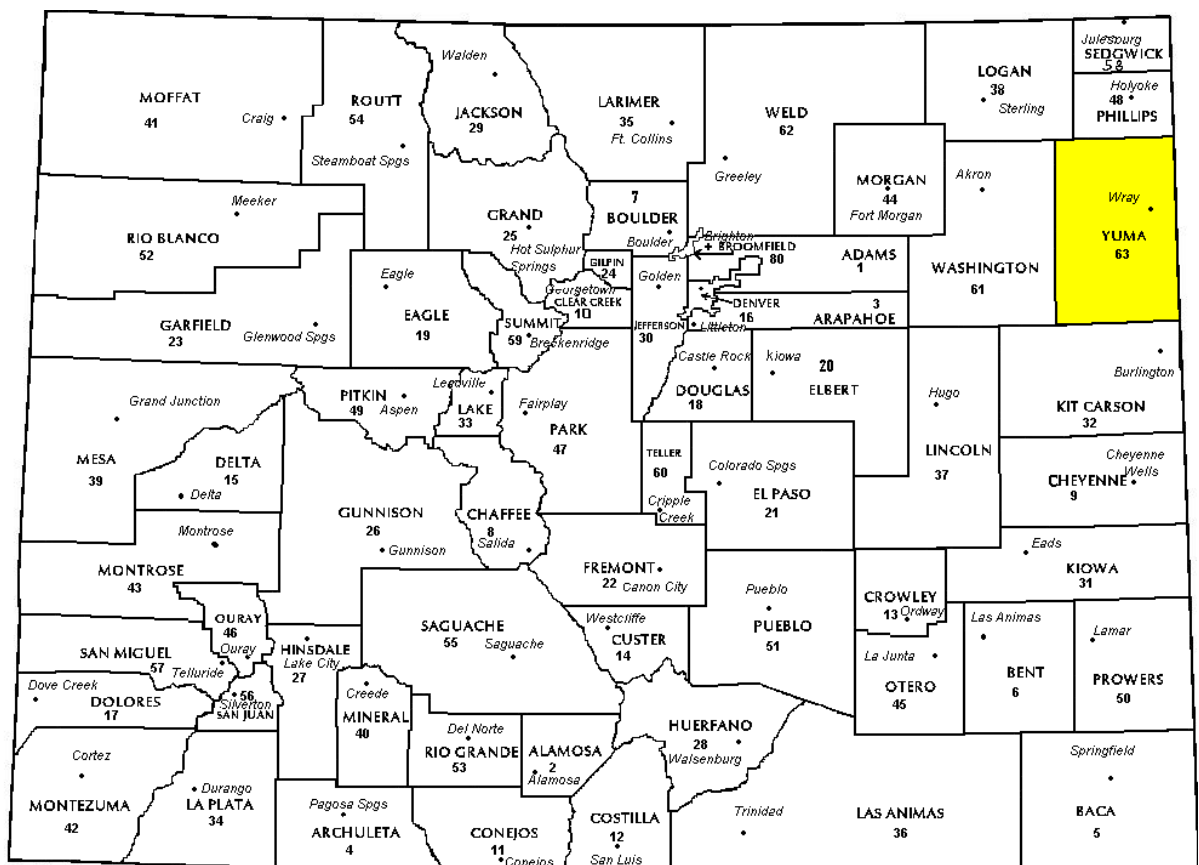 Walden
JACKSON
29
MOFFAT
41
Craig
ROUTT
54
Steamboat Spgs
LARIMER
35
Ft. Collins
WELD
62
Greeley
LOGAN
38
Sterling
Julesburg
SEDGWICK
58
Holyoke
48
PHILLIPS
MORGAN
44
Fort Morgan
Akron
WASHINGTON
61
Wray
YUMA
63
Meeker
RIO BLANCO
52
GRAND
25
Hot Sulphur
Springs
7
BOULDER
Boulder
Brighton
+ BROOMFIELD
80
ADAMS
1
GILPIN
24
Georgetown
CLEAR CREEK
10
Golden
JEFFERSON
30
DENVER
16
Littleton
3
ARAPAHOE
GARFIELD
23
Glenwood Spgs
Eagle
EAGLE
19
SUMMIT
59
Breckenridge
Castle Rock
DOUGLAS
18
kiowa
20
ELBERT
Hugo
LINCOLN
37
Burlington
KIT CARSON
32
Grand Junction
MESA
39
PITKIN
49
Aspen
Leadville
LAKE
33
Fairplay
PARK
47
TELLER
60
Cripple
Creek
Colorado Spgs
EL PASO
21
Cheyenne
Wells
CHEYENNE
9
DELTA
15
Delta
GUNNISON
26
Gunnison
CHAFFEE
8
Salida
Montrose
MONTROSE
43
FREMONT
22
Canon City
Pueblo
PUEBLO
51
CROWLEY
13
Ordway
Eads
KIOWA
31
OURAY
46
Ouray
HINSDALE
Lake City
27
SAGUACHE
55
Saguache
Westcliffe
CUSTER
14
La Junta
OTERO
45
Las Animas
BENT
6
Lamar
PROWERS
50
SAN MIGUEL
57
Telluride
Dove Creek
DOLORES
17
56
Silverton
SAN JUAN
Creede
MINERAL
40
Del Norte
RIO GRANDE
53
ALAMOSA
2
Alamosa
HUERFANO
28
Walsenburg
Cortez
MONTEZUMA
42
Durango
LA PLATA
34
Pagosa Spgs
ARCHULETA
4
CONEJOS
11
Conejos
COSTILLA
12
San Luis
Trinidad
LAS ANIMAS
36
Springfield
BACA
5